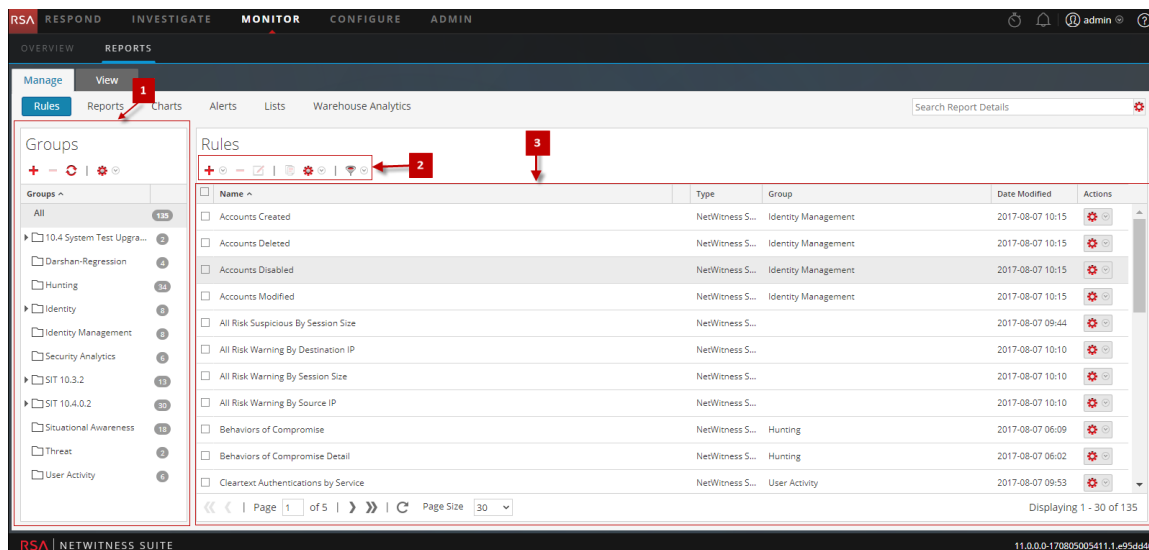 RSA RESPOND INVESTIGATE MONITOR CONFIGURE ADMIN admin
OVERVIEW REPORTS
Manage View
1
Rules Reports Charts Alerts Lists Warehouse Analytics Search Report Details
Groups
Rules
3
2
Groups
Name Type Group Date Modified Actions
All 135
Accounts Created NetWitness S... Identity Management 2017-08-07 10:15
10.4 System Test Upgra... 2
Accounts Deleted NetWitness S... Identity Management 2017-08-07 10:15
Darshan-Regression 4
Accounts Disabled NetWitness S... Identity Management 2017-08-07 10:15
Hunting 34
Accounts Modified NetWitness S... Identity Management 2017-08-07 10:15
Identity 8
All Risk Suspicious By Session Size NetWitness S... 2017-08-07 09:44
Identity Management 8
All Risk Warning By Destination IP NetWitness S... 2017-08-07 10:10
Security Analytics 6
All Risk Warning By Session Size NetWitness S... 2017-08-07 10:10
SIT 10.3.2 13
All Risk Warning By Source IP NetWitness S... 2017-08-07 10:10
SIT 10.4.0.2 30
Behaviors of Compromise NetWitness S... Hunting 2017-08-07 06:09
Situational Awareness 18
Behaviors of Compromise Detail NetWitness S... Hunting 2017-08-07 06:02
Threat 2
Cleartext Authentications by Service NetWitness S... User Activity 2017-08-07 09:53
User Activity 6
Page 1 of 5 Page Size 30 Displaying 1 - 30 of 135
RSA NETWITNESS SUITE